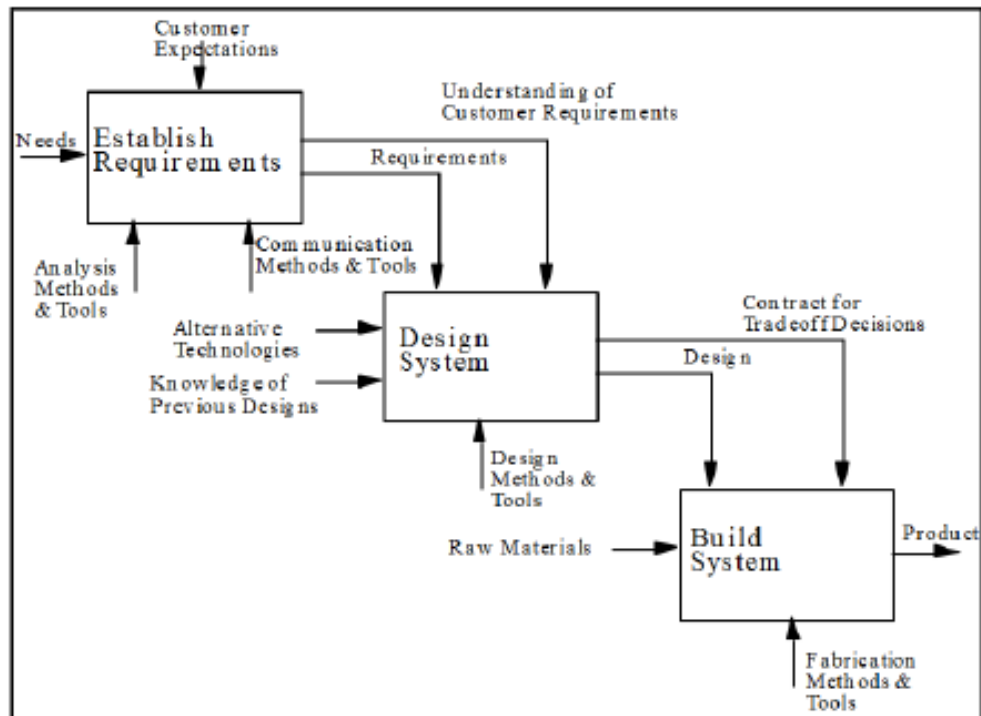 Customer
Expectations
Understanding of
Customer Requirements
Needs
Establish
Requirements
Requirements
Communication
Methods & Tools
Analysis
Methods
& Tools
Alternative
Technologies
Design
System
Contract for
Tradeoff Decisions
Design
Knowledge of
Previous Designs
Design
Methods &
Tools
Raw Materials
Build
System
Product
Fabrication
Methods &
Tools